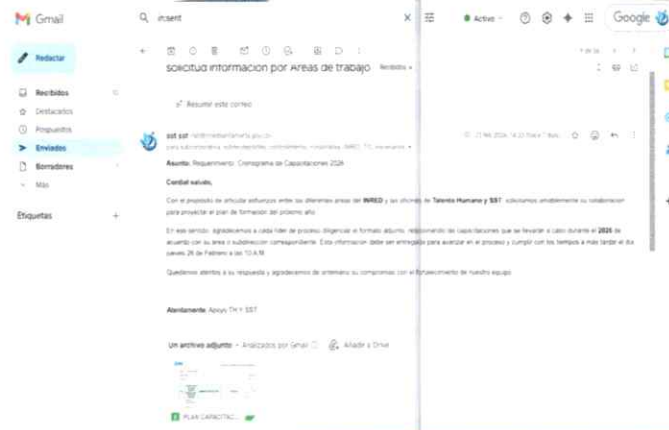 Gmail
in:sent
Activo
Google
Redactar
Recibidos
Destacados
Pospuestos
Enviados
Borradores
Más
Etiquetas
solicitud información por Áreas de trabajo
Recibidos
Resumir este correo
sst sst
Asunto: Requerimiento: Cronograma de Capacitaciones 2026
Cordial saludo,
Con el propósito de articular esfuerzos entre las diferentes áreas del INRED y las oficinas de Talento Humano y SST, solicitamos amablemente su colaboración
para proyectar el plan de formación del próximo año.
En ese sentido, agradecemos a cada líder de proceso diligenciar el formato adjunto, relacionando las capacitaciones que se llevarán a cabo durante el 2026 de
acuerdo con su área o subdirección correspondiente. Esta información debe ser entregada para avanzar en el proceso y cumplir con los tiempos a más tardar el día
jueves 26 de Febrero a las 10 A.M.
Quedamos atentos a su respuesta y agradecemos de antemano su compromiso con el fortalecimiento de nuestro equipo.
Atentamente: Apoyo TH Y SST
Un archivo adjunto • Analizados por Gmail
Añadir a Drive
PLAN CAPACITAC...